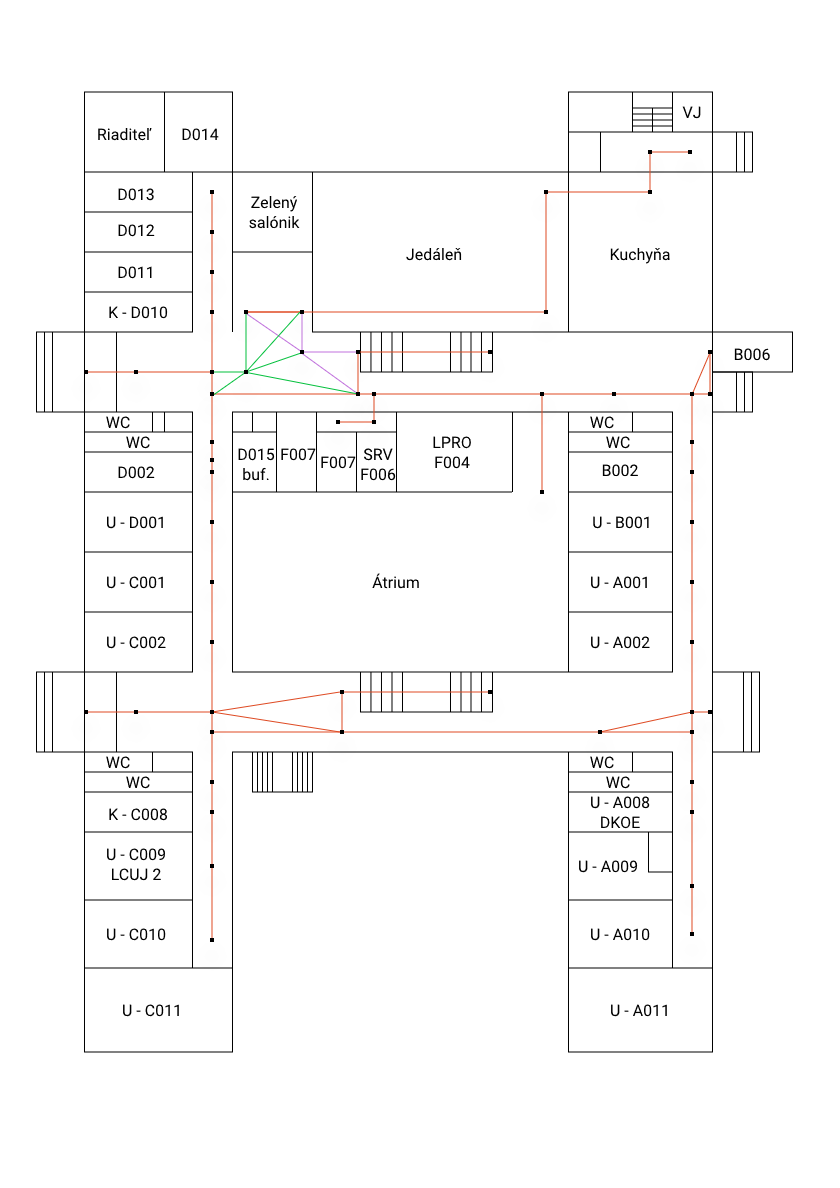 Riaditeľ
D014
VJ
D013
D012
D011
K - D010
Zelený
salónik
Jedáleň
Kuchyňa
B006
WC
WC
D002
U - D001
U - C001
U - C002
D015
buf.
F007
F007
SRV
F006
LPRO
F004
Átrium
WC
WC
B002
U - B001
U - A001
U - A002
WC
WC
K - C008
U - C009
LCUJ 2
U - C010
U - C011
WC
WC
U - A008
DKOE
U - A009
U - A010
U - A011